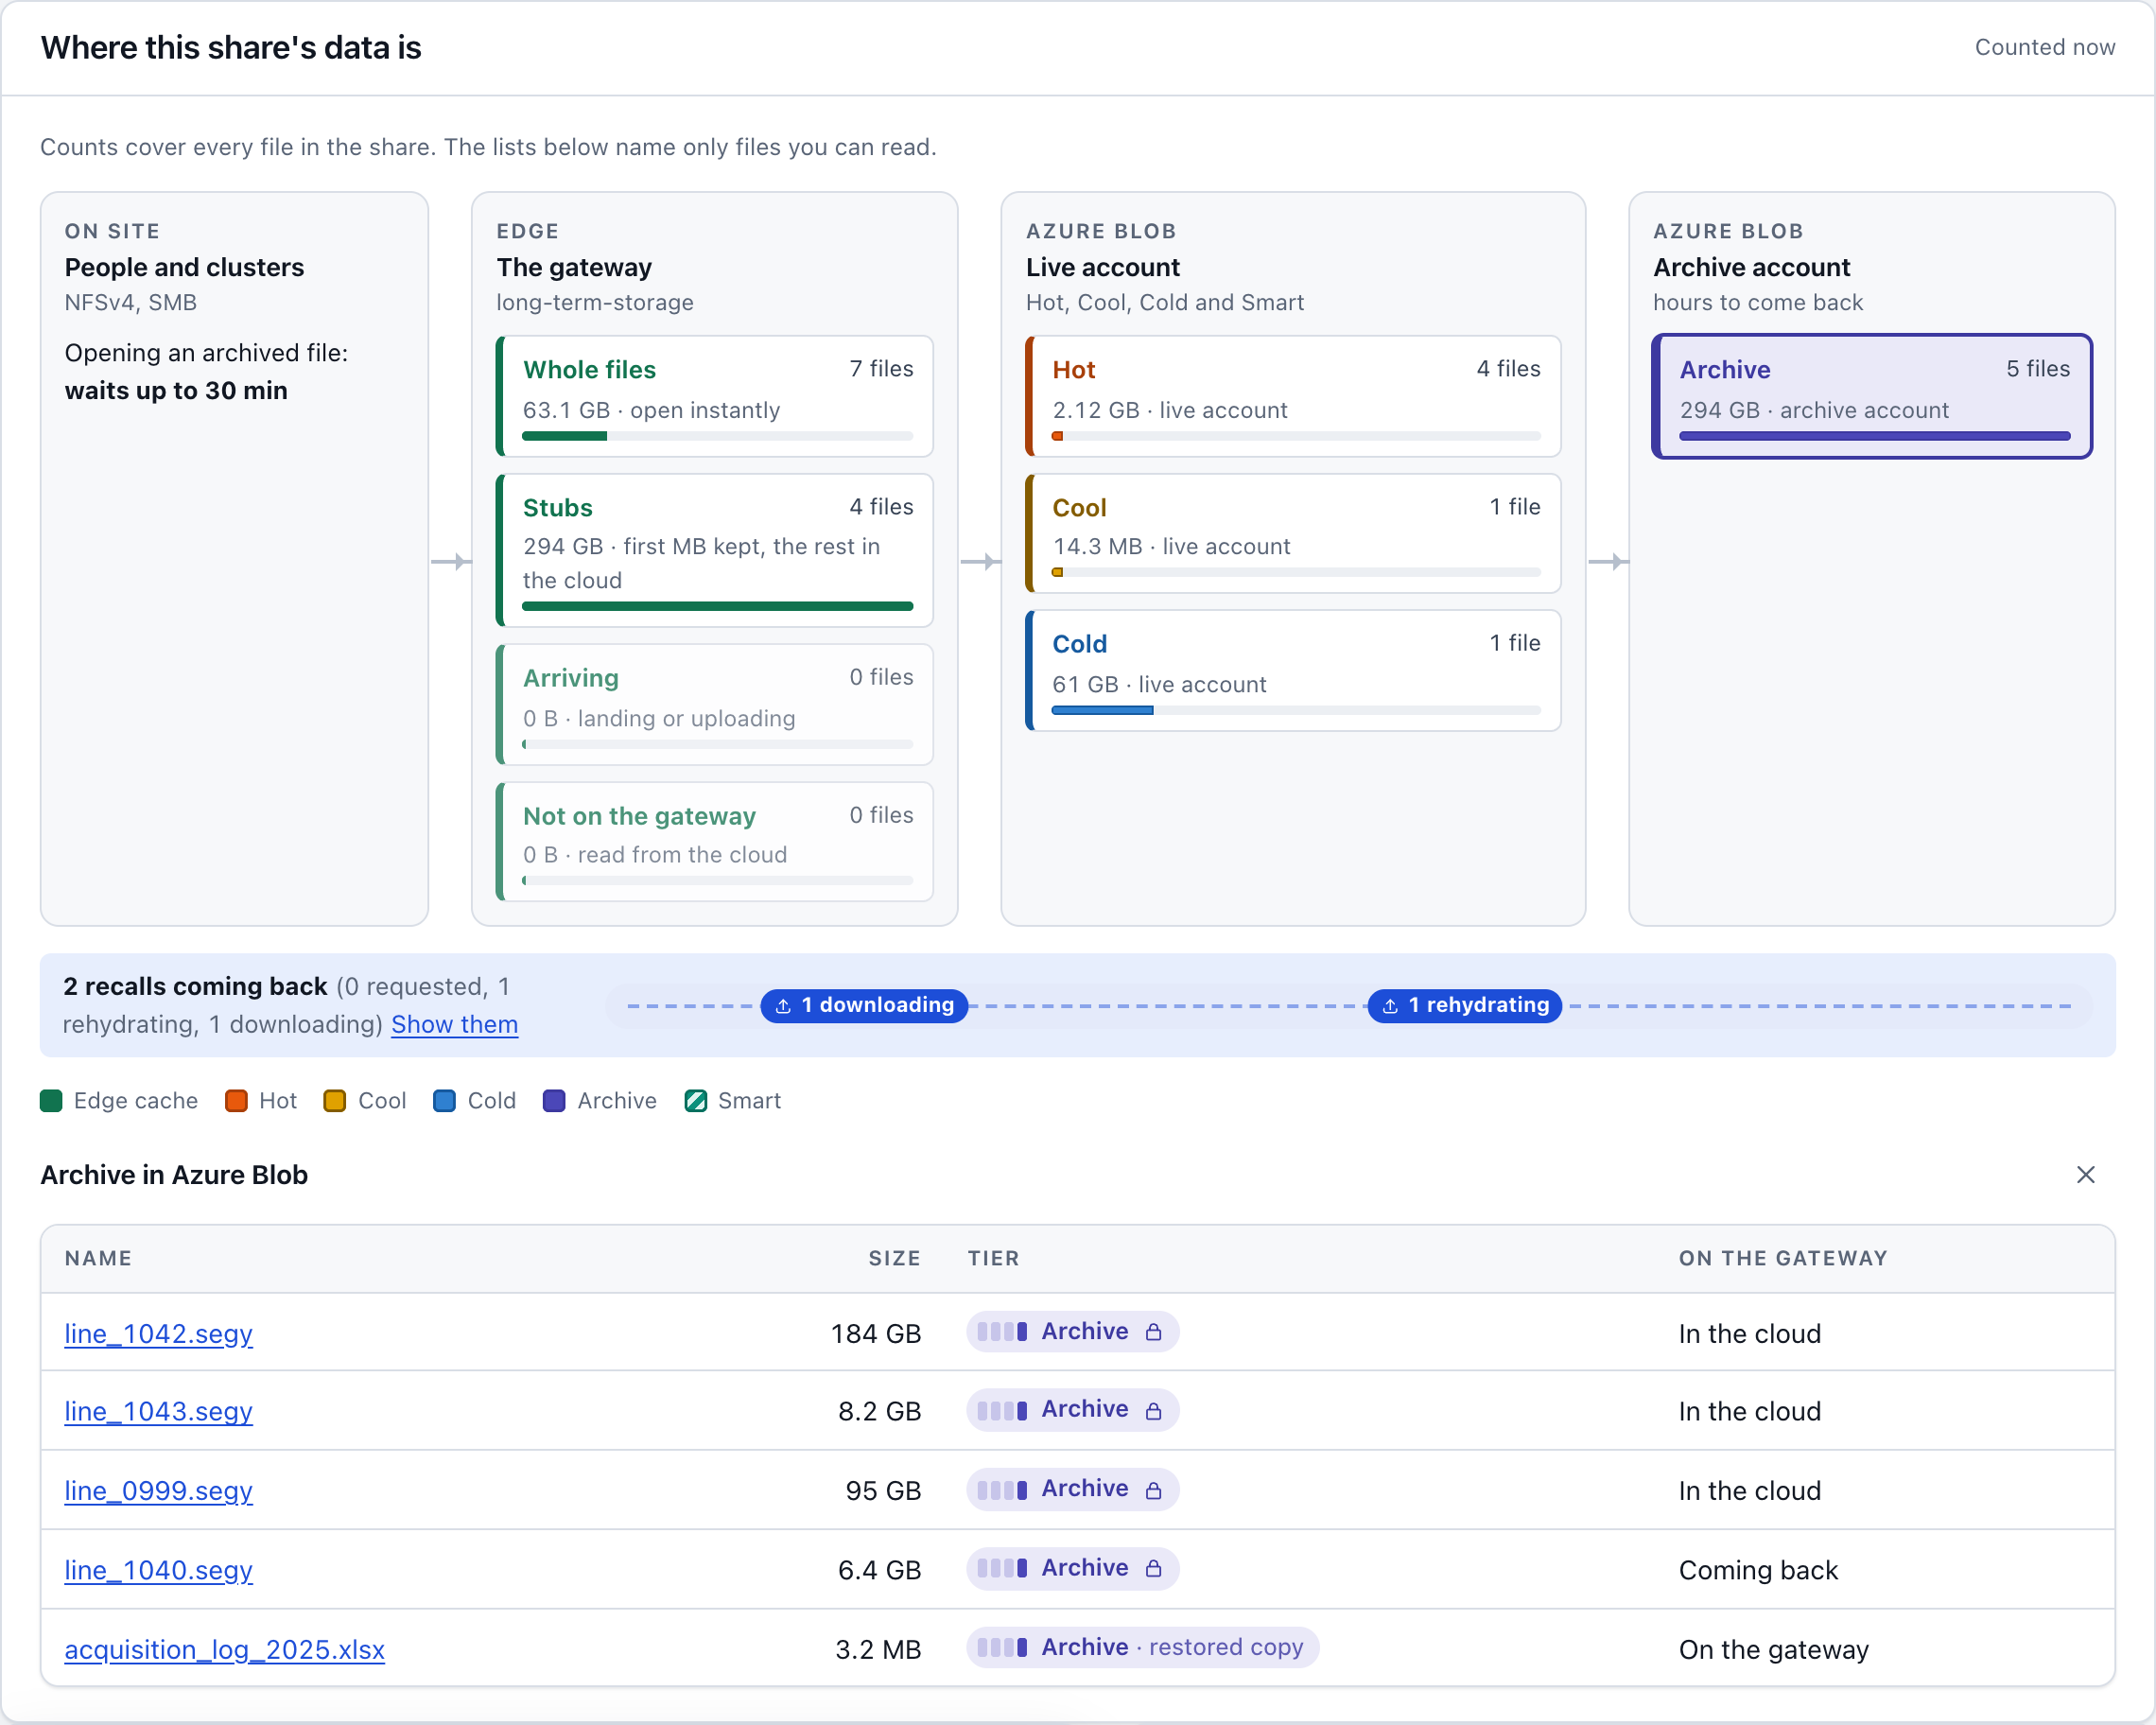 Where this share's data is
Counted now
Counts cover every file in the share. The lists below name only files you can read.
ON SITE
People and clusters
NFSv4, SMB
Opening an archived file:
waits up to 30 min
EDGE
The gateway
long-term-storage
Whole files
7 files
63.1 GB · open instantly
Stubs
4 files
294 GB · first MB kept, the rest in
the cloud
Arriving
0 files
0 B · landing or uploading
Not on the gateway
0 files
0 B · read from the cloud
AZURE BLOB
Live account
Hot, Cool, Cold and Smart
Hot
4 files
2.12 GB · live account
Cool
1 file
14.3 MB · live account
Cold
1 file
61 GB · live account
AZURE BLOB
Archive account
hours to come back
Archive
5 files
294 GB · archive account
2 recalls coming back (0 requested, 1
rehydrating, 1 downloading) Show them
1 downloading
1 rehydrating
Edge cache
Hot
Cool
Cold
Archive
Smart
Archive in Azure Blob
NAME SIZE TIER ON THE GATEWAY
line_1042.segy 184 GB Archive In the cloud
line_1043.segy 8.2 GB Archive In the cloud
line_0999.segy 95 GB Archive In the cloud
line_1040.segy 6.4 GB Archive Coming back
acquisition_log_2025.xlsx 3.2 MB Archive · restored copy On the gateway